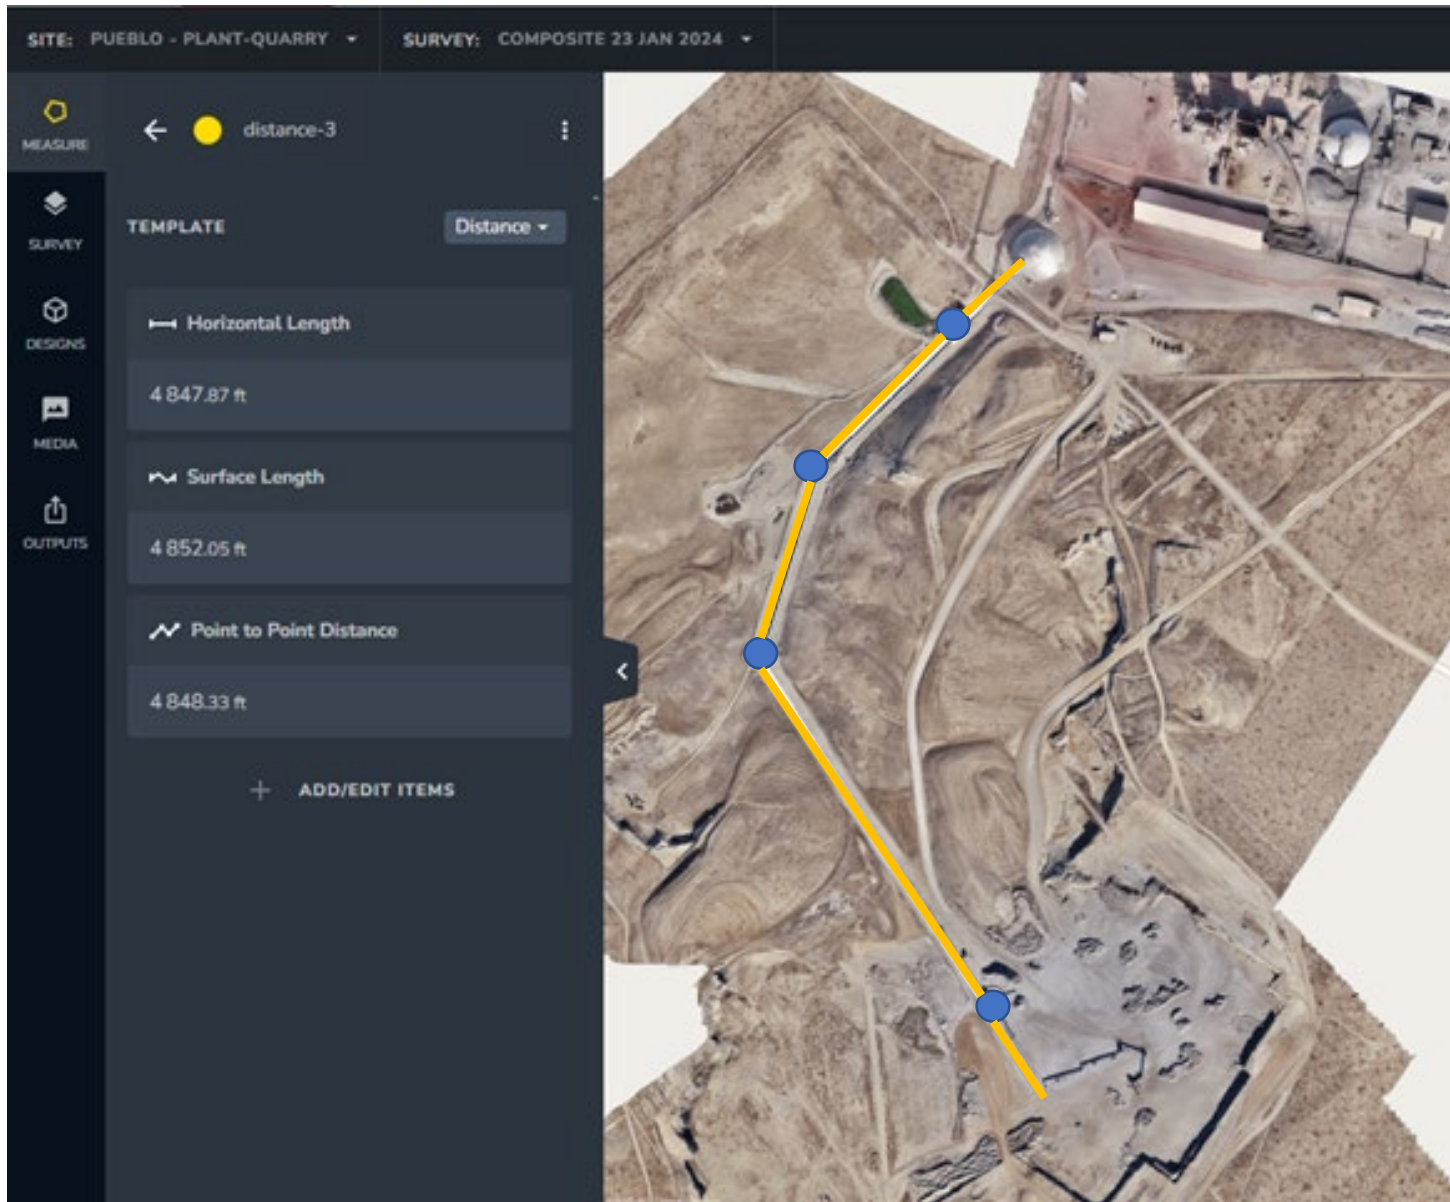 SITE: PUEBLO - PLANT-QUARRY SURVEY: COMPOSITE 23 JAN 2024
MEASURE
SURVEY
DESIGNS
MEDIA
OUTPUTS
distance-3
TEMPLATE Distance
Horizontal Length
4 847.87 ft
Surface Length
4 852.05 ft
Point to Point Distance
4 848.33 ft
+ ADD/EDIT ITEMS